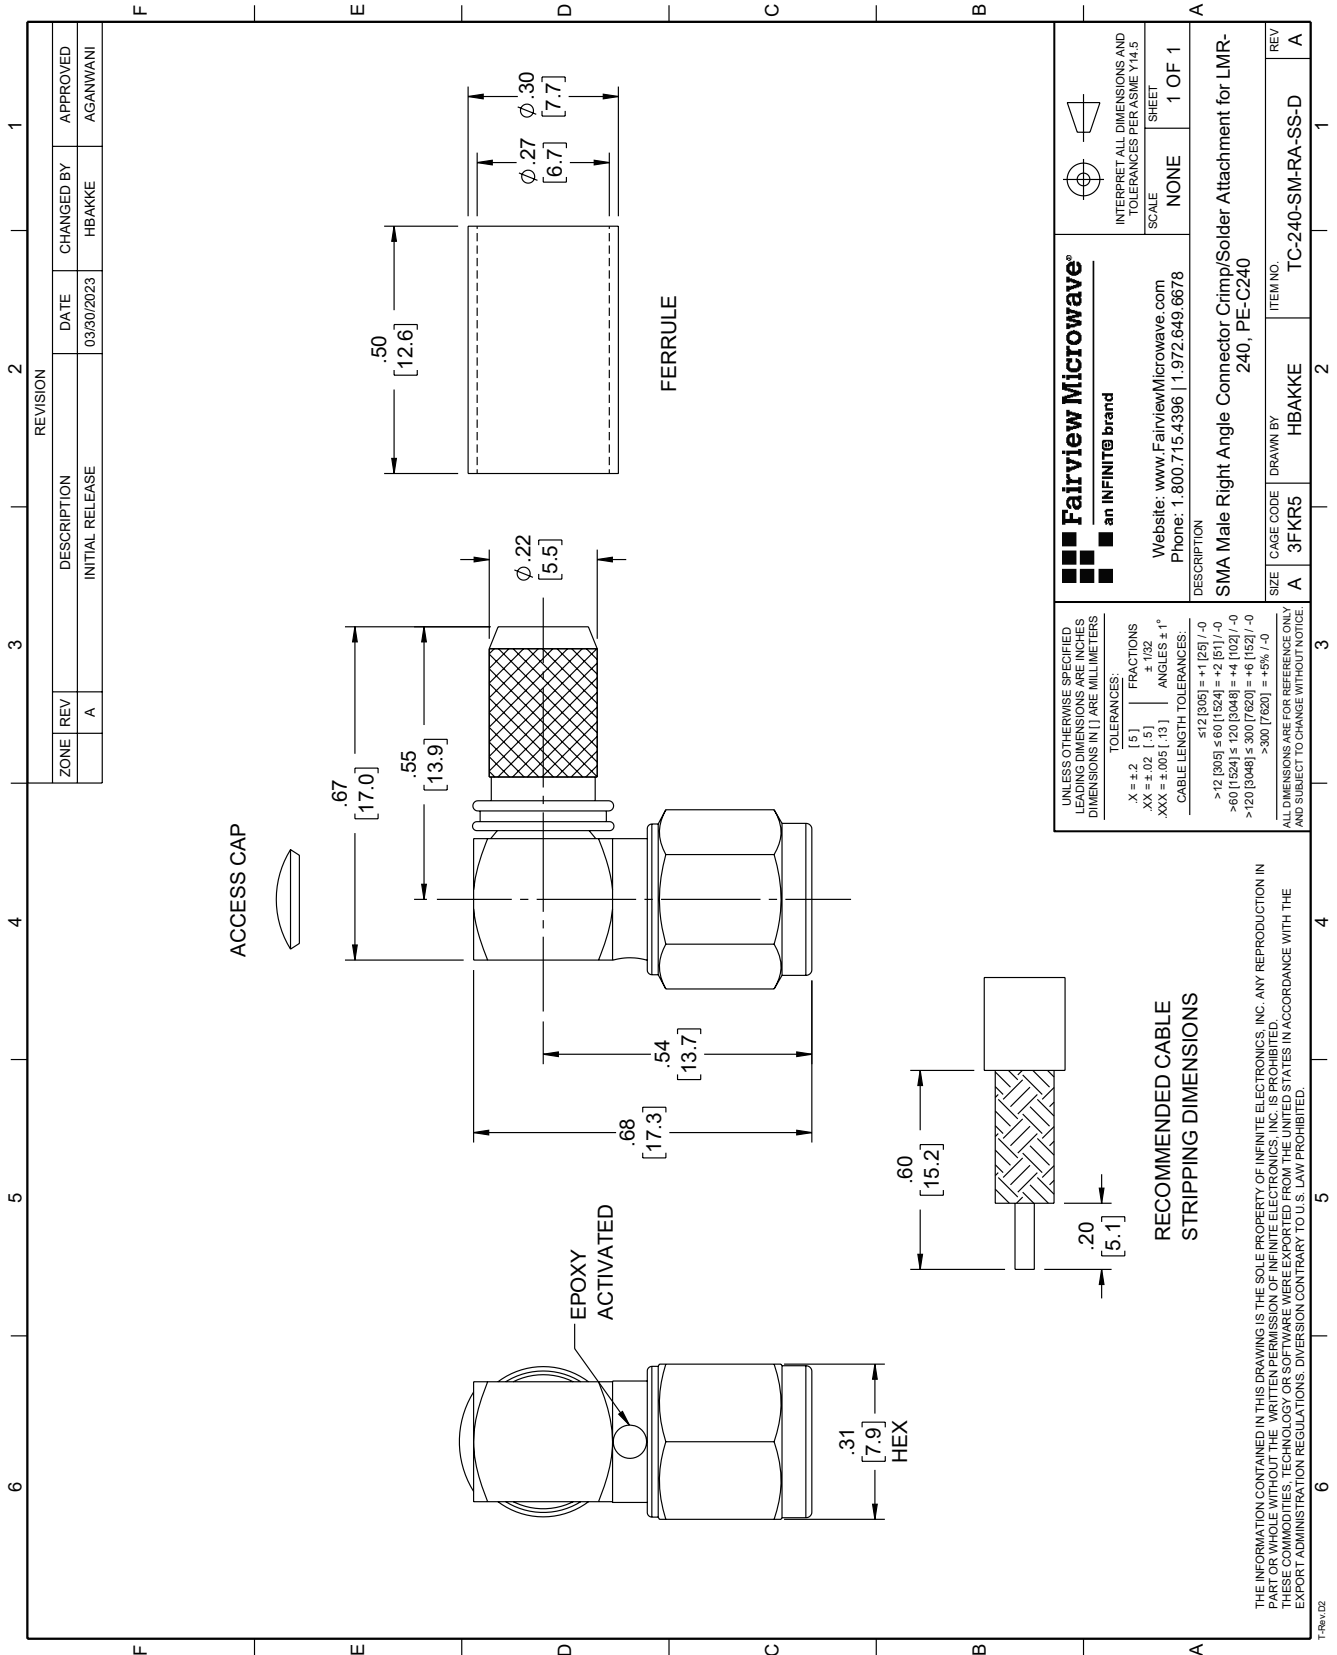 REVISION
ZONE REV DESCRIPTION DATE CHANGED BY APPROVED
A INITIAL RELEASE 03/30/2023 HBAKKE AGANWANI
6 5 4 3 2 1
F
E
D
C
B
A
F
E
D
C
B
A
ACCESS CAP
.67
[17.0]
.55
[13.9]
.50
[12.6]
Ø.22
[5.5]
Ø.27
[6.7]
Ø.30
[7.7]
FERRULE
EPOXY
ACTIVATED
.68
[17.3]
.54
[13.7]
.31
[7.9]
HEX
.60
[15.2]
.20
[5.1]
RECOMMENDED CABLE
STRIPPING DIMENSIONS
THE INFORMATION CONTAINED IN THIS DRAWING IS THE SOLE PROPERTY OF INFINITE ELECTRONICS, INC. ANY REPRODUCTION IN
PART OR WHOLE WITHOUT THE WRITTEN PERMISSION OF INFINITE ELECTRONICS, INC. IS PROHIBITED.
THESE COMMODITIES, TECHNOLOGY OR SOFTWARE WERE EXPORTED FROM THE UNITED STATES IN ACCORDANCE WITH THE
EXPORT ADMINISTRATION REGULATIONS. DIVERSION CONTRARY TO U.S. LAW PROHIBITED.
UNLESS OTHERWISE SPECIFIED
LEADING DIMENSIONS ARE INCHES
DIMENSIONS IN [ ] ARE MILLIMETERS
TOLERANCES:
.X = ±.2 [5] FRACTIONS
.XX = ±.02 [.5] ± 1/32
.XXX = ±.005 [.13] ANGLES ± 1°
CABLE LENGTH TOLERANCES:
≤12 [305] = +1 [25] / -0
>12 [305] ≤ 60 [1524] = +2 [51] / -0
>60 [1524] ≤ 120 [3048] = +4 [102] / -0
>120 [3048] ≤ 300 [7620] = +6 [152] / -0
>300 [7620] = +5% / -0
ALL DIMENSIONS ARE FOR REFERENCE ONLY
AND SUBJECT TO CHANGE WITHOUT NOTICE.
Fairview Microwave®
an INFINIT@ brand
Website: www.FairviewMicrowave.com
Phone: 1.800.715.4396 | 1.972.649.6678
INTERPRET ALL DIMENSIONS AND
TOLERANCES PER ASME Y14.5
SCALE
NONE
SHEET
1 OF 1
DESCRIPTION
SMA Male Right Angle Connector Crimp/Solder Attachment for LMR-
240, PE-C240
SIZE
A
CAGE CODE
3FKR5
DRAWN BY
HBAKKE
ITEM NO.
TC-240-SM-RA-SS-D
REV
A
6 5 4 3 2 1
T-Rev.D2